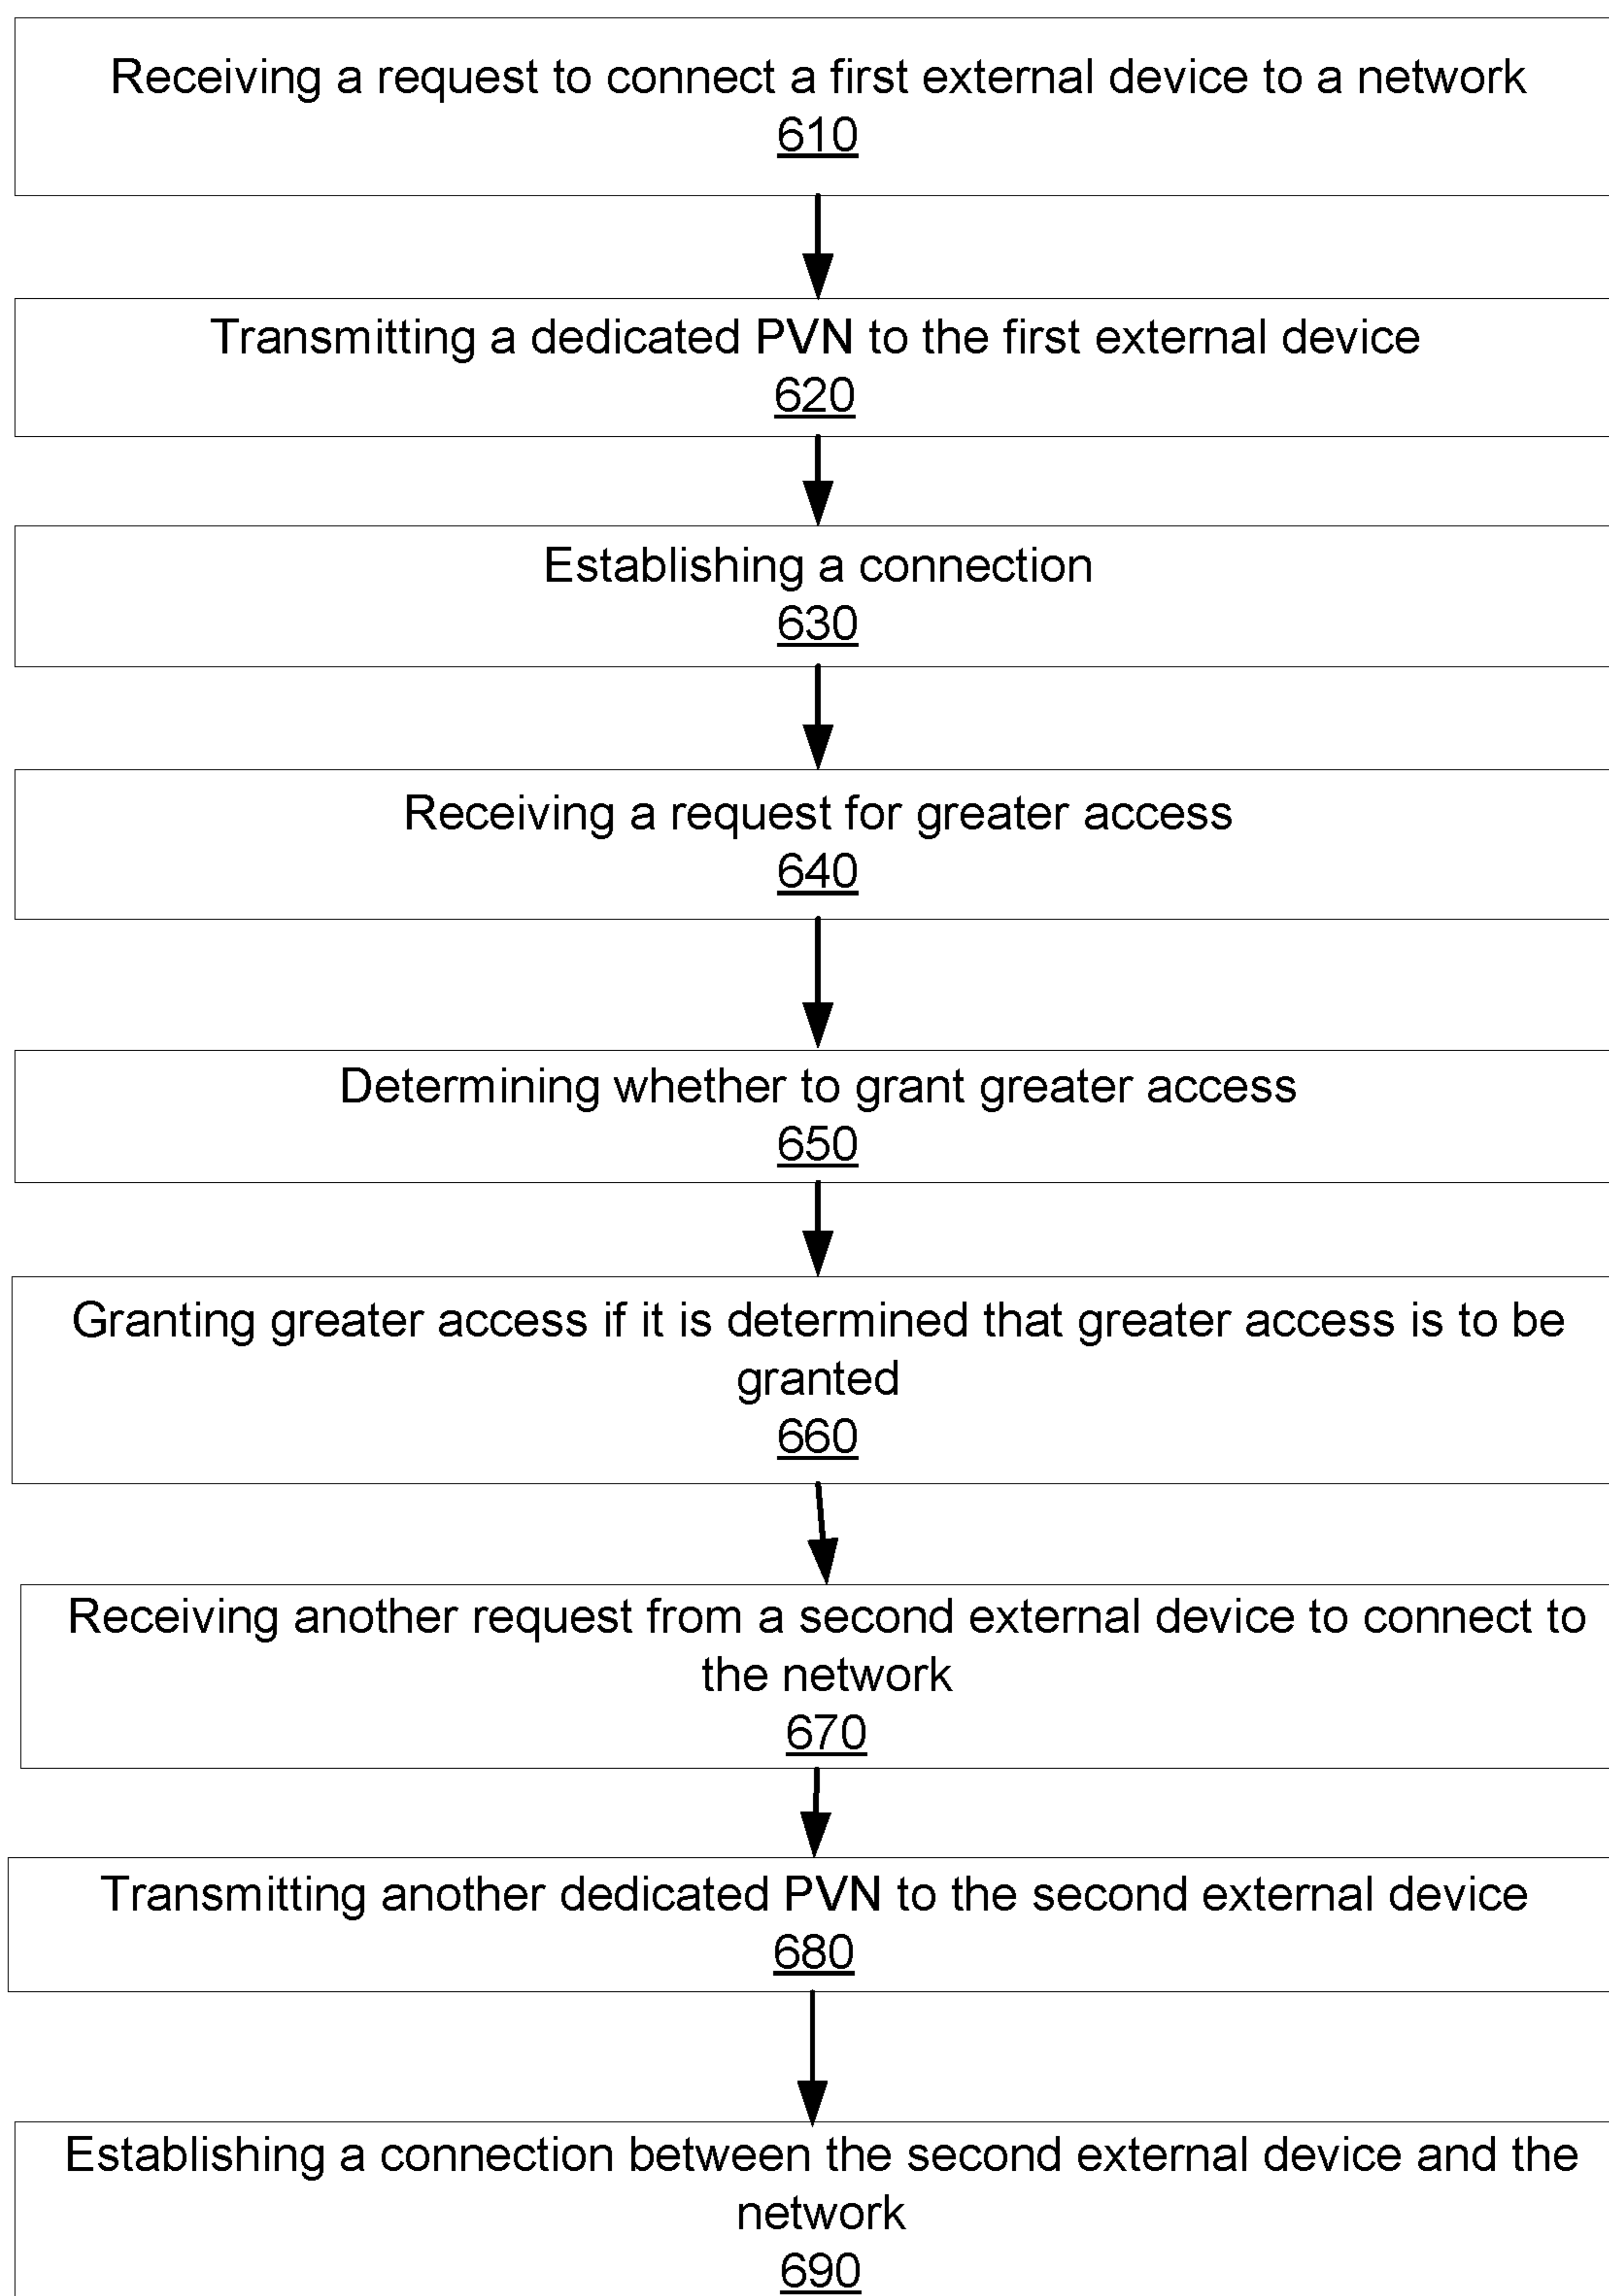 Receiving a request to connect a first external device to a network
610
Transmitting a dedicated PVN to the first external device
620
Establishing a connection
630
Receiving a request for greater access
640
Determining whether to grant greater access
650
Granting greater access if it is determined that greater access is to be
granted
660
Receiving another request from a second external device to connect to
the network
670
Transmitting another dedicated PVN to the second external device
680
Establishing a connection between the second external device and the
network
690